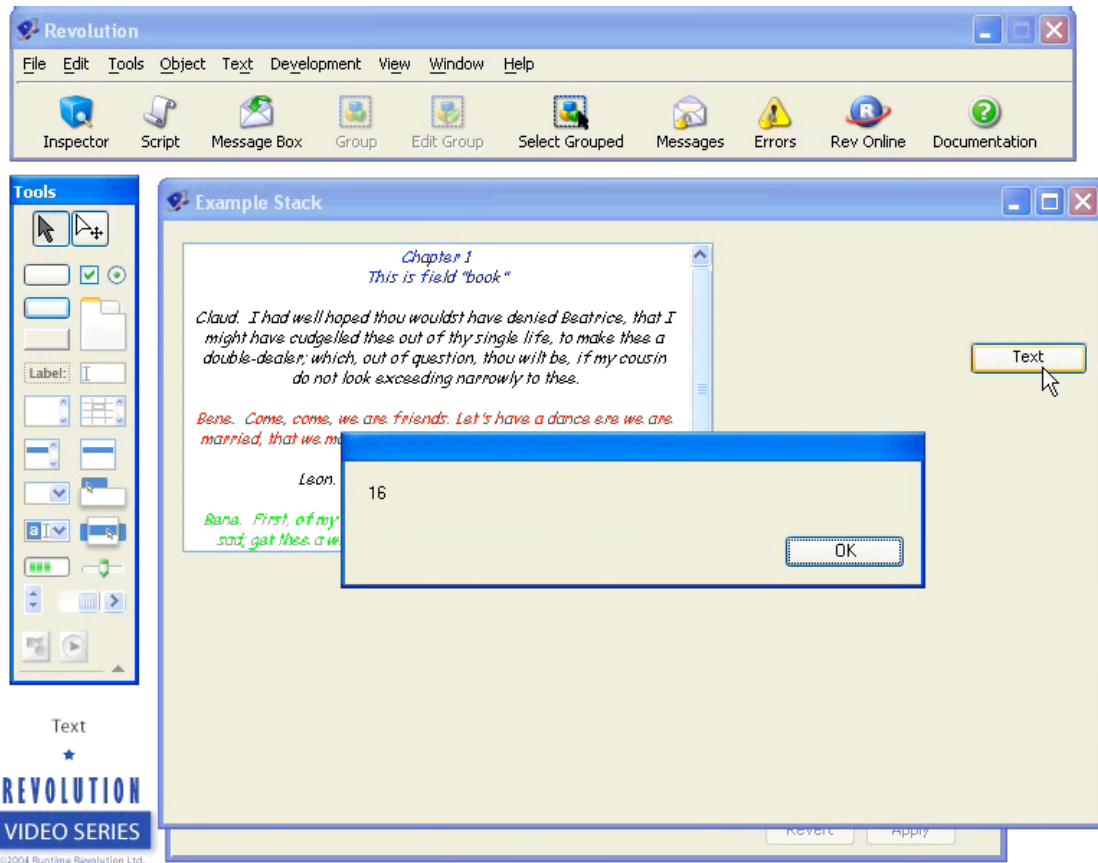 Revolution
File Edit Tools Object Text Development View Window Help
Inspector Script Message Box Group Edit Group Select Grouped Messages Errors Rev Online Documentation
Tools
Example Stack
Chapter 1
This is field "book"
Claud. I had well hoped thou wouldst have denied Beatrice, that I
might have cudgelled thee out of thy single life, to make thee a
double-dealer; which, out of question, thou wilt be, if my cousin
do not look exceeding narrowly to thee.
Bene. Come, come, we are friends. Let's have a dance ere we are
married, that we
Leon.
Bene. First, of my
sad; get thee a
Text
Label:
a
16
OK
Text
REVOLUTION
VIDEO SERIES
©2004 Runtime Revolution Ltd.
Revert Apply